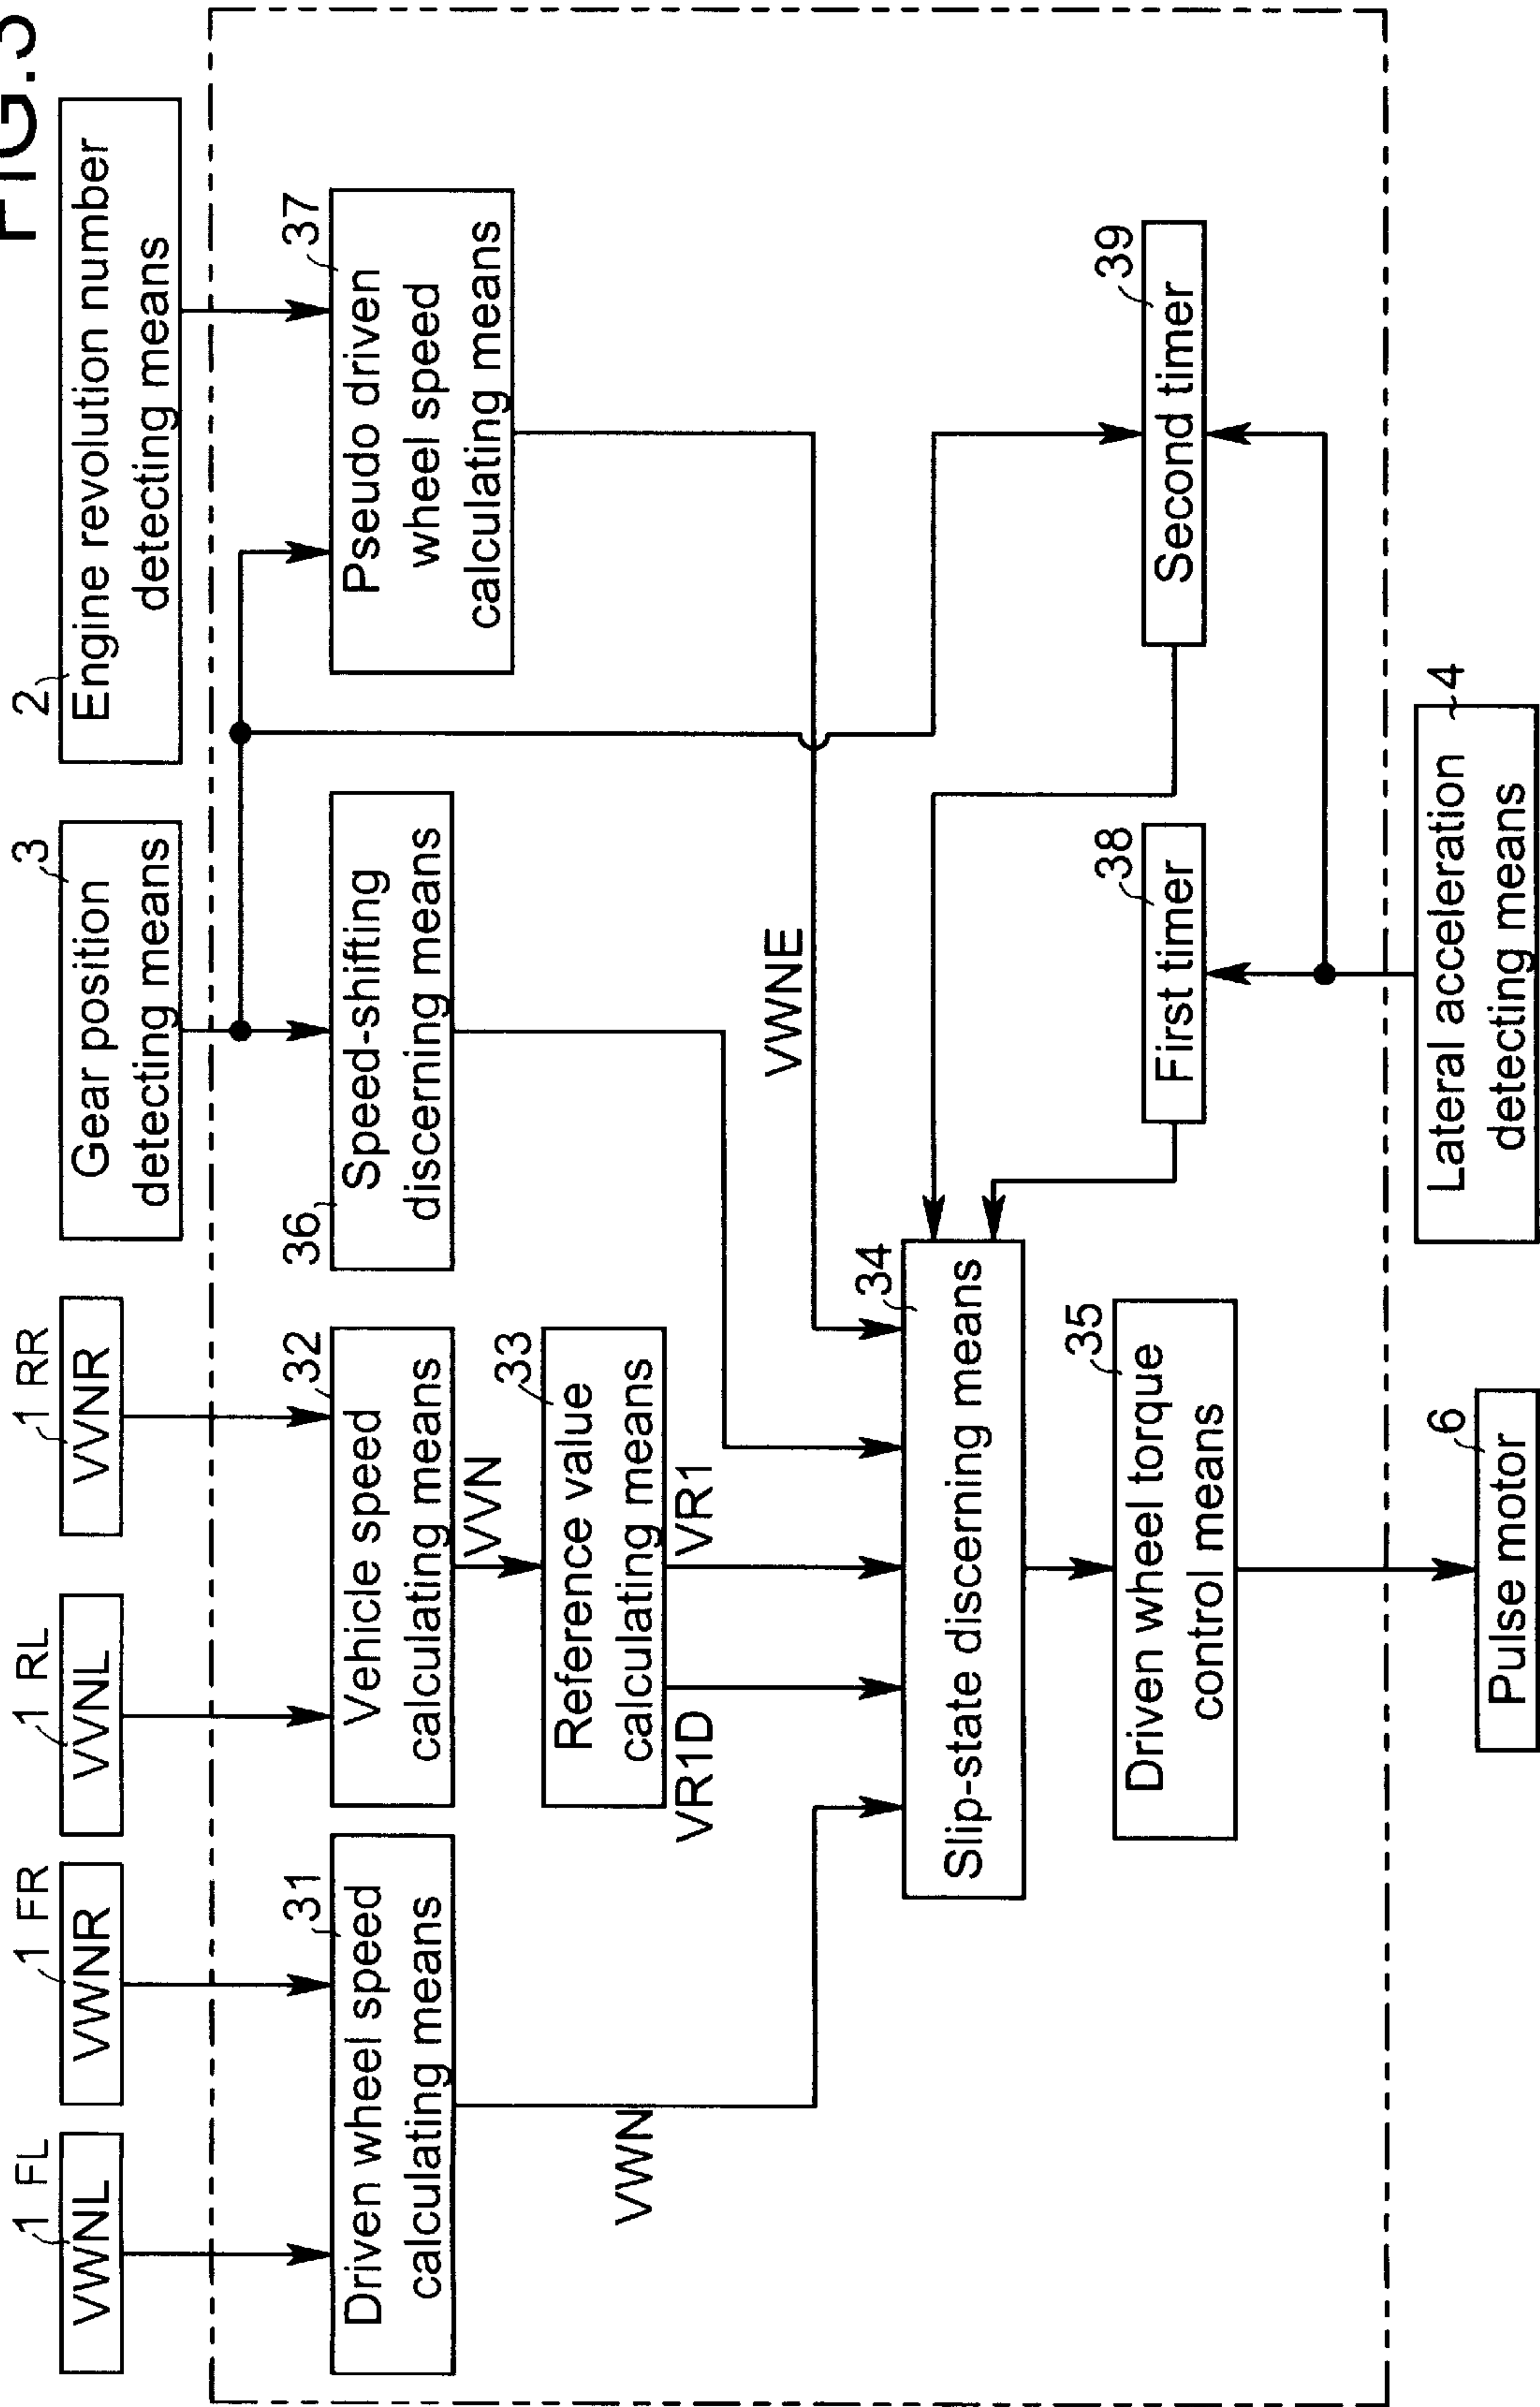 FIG.3
1 FL
VWNL
1 FR
VWNR
1 RL
VVNL
1 RR
VVNR
3
Gear position
detecting means
2
Engine revolution number
detecting means
31
Driven wheel speed
calculating means
32
Vehicle speed
calculating means
36
Speed-shifting
discerning means
37
Pseudo driven
wheel speed
calculating means
VVN
33
Reference value
calculating means
VWN
VR1D
VR1
VWNE
34
Slip-state discerning means
38
First timer
39
Second timer
35
Driven wheel torque
control means
6
Pulse motor
4
Lateral acceleration
detecting means